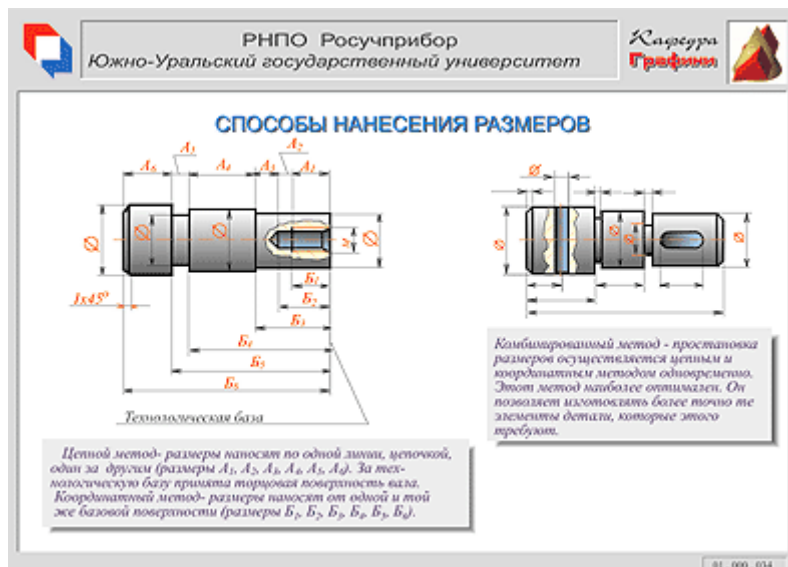 РНПО Росучприбор
Южно-Уральский государственный университет
Кафедра
Графики
СПОСОБЫ НАНЕСЕНИЯ РАЗМЕРОВ
А6 А5 А4 А3 А2 А1
Ø Ø Ø М Ø
1х45°
Б1
Б2
Б3
Б4
Б5
Б6
Технологическая база
Ø
Ø Ø Ø Ø
Цепной метод- размеры наносят по одной линии, цепочкой,
один за другим (размеры А1, А2, А3, А4, А5, А6). За тех-
нологическую базу принята торцовая поверхность вала.
Координатный метод- размеры наносят от одной и той
же базовой поверхности (размеры Б1, Б2, Б3, Б4, Б5, Б6).
Комбинированный метод - простановка
размеров осуществляется цепным и
координатным методом одновременно.
Этот метод наиболее оптимален. Он
позволяет изготовлять более точно те
элементы детали, которые этого
требуют.